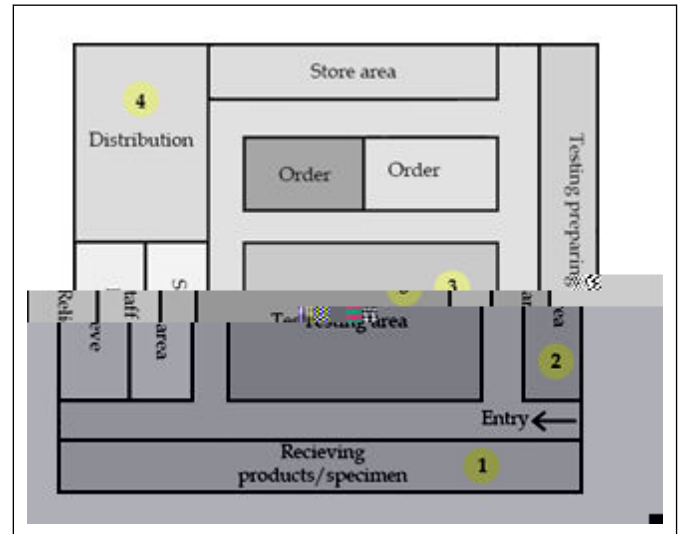 Store area
4
Distribution
Order
Order
Testing preparing
3
Testing area
area
2
Entry
Recieving
products/specimen
1